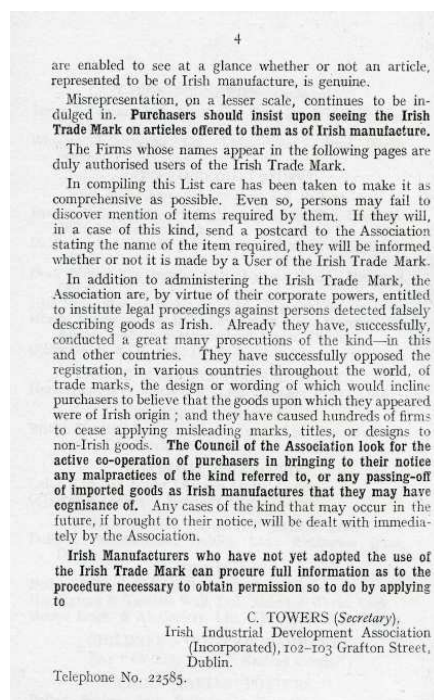 4
are enabled to see at a glance whether or not an article,
represented to be of Irish manufacture, is genuine.
Misrepresentation, on a lesser scale, continues to be in-
dulged in. Purchasers should insist upon seeing the Irish
Trade Mark on articles offered to them as of Irish manufacture.
The Firms whose names appear in the following pages are
duly authorised users of the Irish Trade Mark.
In compiling this List care has been taken to make it as
comprehensive as possible. Even so, persons may fail to
discover mention of items required by them. If they will,
in a case of this kind, send a postcard to the Association
stating the name of the item required, they will be informed
whether or not it is made by a User of the Irish Trade Mark.
In addition to administering the Irish Trade Mark, the
Association are, by virtue of their corporate powers, entitled
to institute legal proceedings against persons detected falsely
describing goods as Irish. Already they have, successfully,
conducted a great many prosecutions of the kind—in this
and other countries. They have successfully opposed the
registration, in various countries throughout the world, of
trade marks, the design or wording of which would incline
purchasers to believe that the goods upon which they appeared
were of Irish origin ; and they have caused hundreds of firms
to cease applying misleading marks, titles, or designs to
non-Irish goods. The Council of the Association look for the
active co-operation of purchasers in bringing to their notice
any malpractices of the kind referred to, or any passing-off
of imported goods as Irish manufactures that they may have
cognisance of. Any cases of the kind that may occur in the
future, if brought to their notice, will be dealt with immedia-
tely by the Association.
Irish Manufacturers who have not yet adopted the use of
the Irish Trade Mark can procure full information as to the
procedure necessary to obtain permission so to do by applying
to
C. TOWERS (Secretary),
Irish Industrial Development Association
(Incorporated), 102-103 Grafton Street,
Dublin.
Telephone No. 22585.